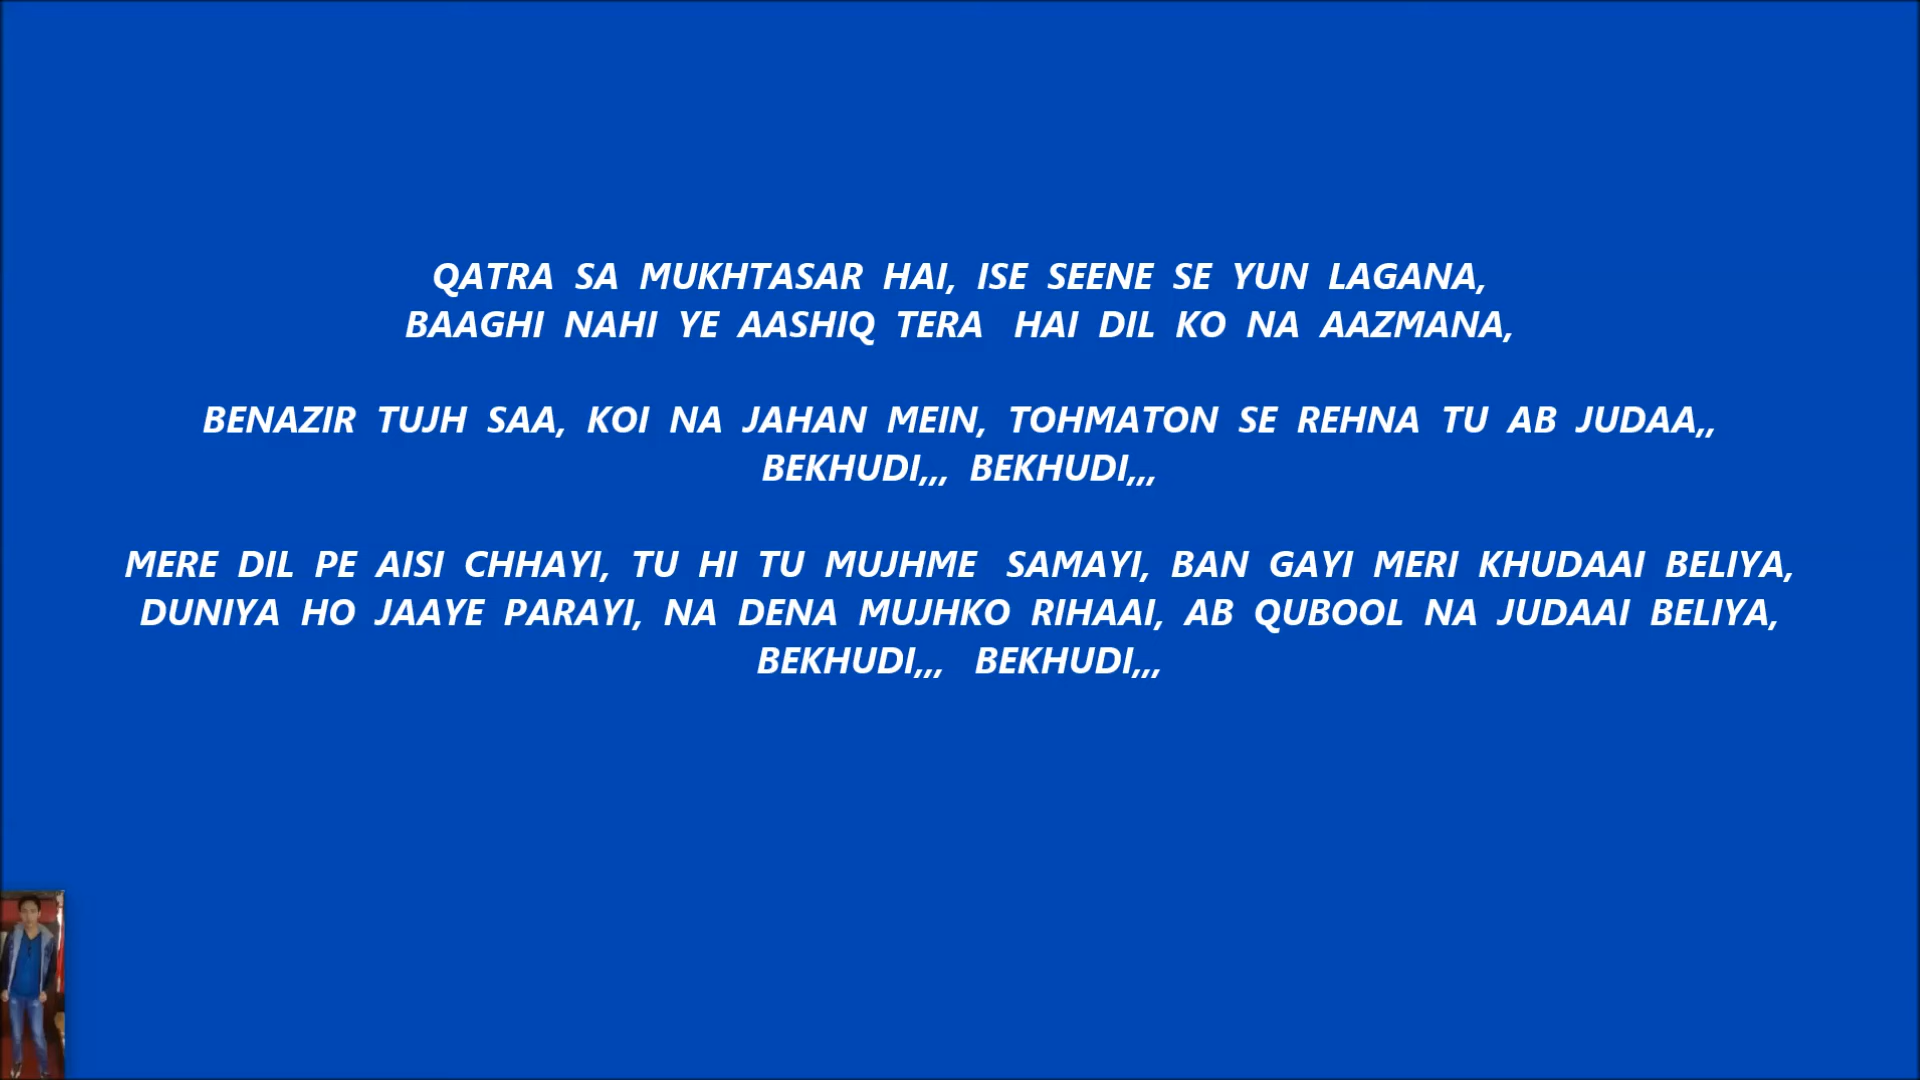 QATRA SA MUKHTASAR HAI, ISE SEENE SE YUN LAGANA,
BAAGHI NAHI YE AASHIQ TERA HAI DIL KO NA AAZMANA,
BENAZIR TUJH SAA, KOI NA JAHAN MEIN, TOHMATON SE REHNA TU AB JUDAA,,
BEKHUDI,,, BEKHUDI,,,
MERE DIL PE AISI CHHAYI, TU HI TU MUJHME SAMAYI, BAN GAYI MERI KHUDAAI BELIYA,
DUNIYA HO JAAYE PARAYI, NA DENA MUJHKO RIHAAI, AB QUBOOL NA JUDAAI BELIYA,
BEKHUDI,,, BEKHUDI,,,